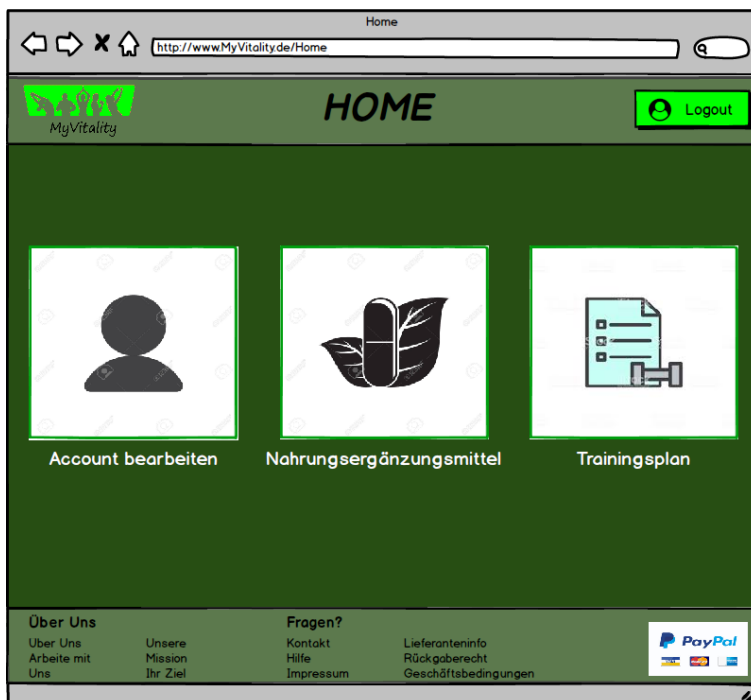 Home
http://www.MyVitality.de/Home
MyVitality
HOME
Logout
Account bearbeiten
Nahrungsergänzungsmittel
Trainingsplan
Über Uns
Uber Uns
Arbeite mit
Uns
Unsere
Mission
Ihr Ziel
Fragen?
Kontakt
Hilfe
Impressum
Lieferanteninfo
Rückgaberecht
Geschäftsbedingungen
PayPal